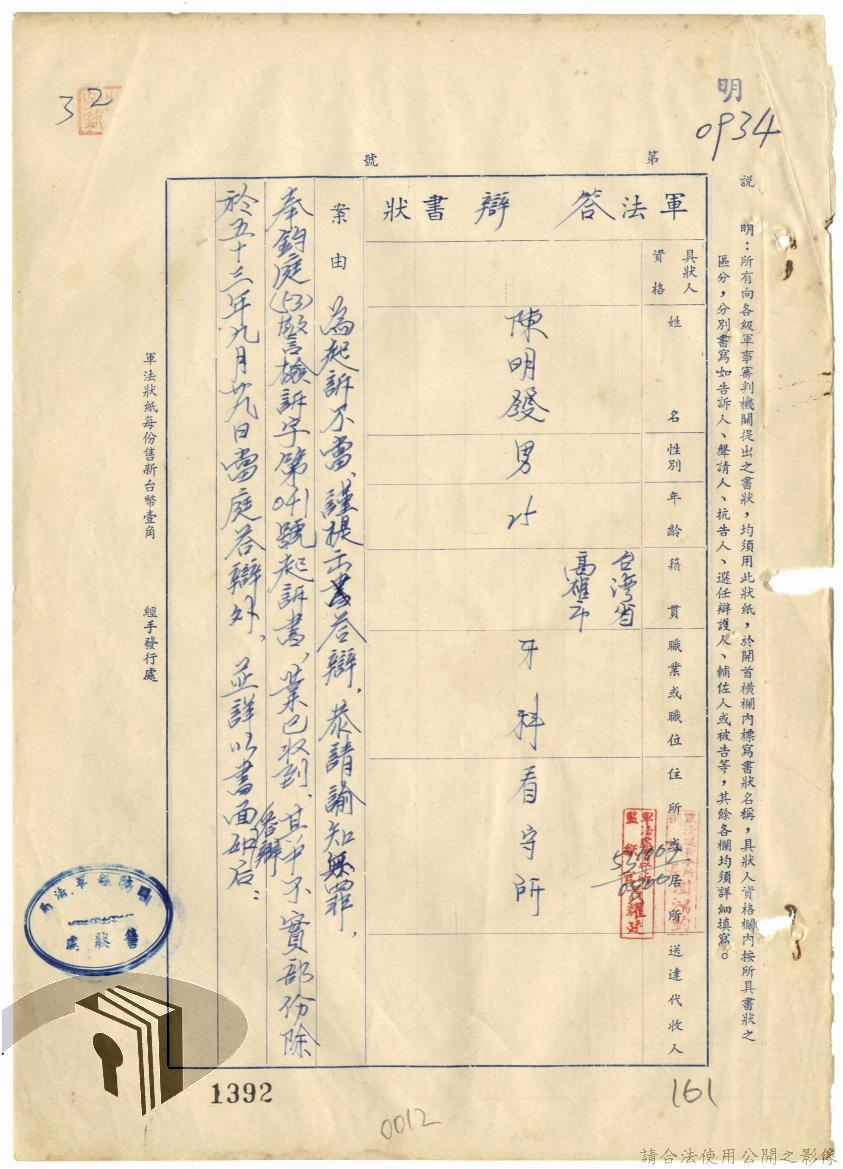 32
明
0934
第 號
說明：所有向各級軍事審判機關提出之書狀，均須用此狀紙，於開首橫欄內標寫書狀名稱，具狀人資格欄內按所具書狀之
區分，分別書寫如告訴人、聲請人、抗告人、選任辯護人、輔佐人或被告等，其餘各欄均須詳細填寫。
軍法答辯書狀
具狀人
資格
姓名
性別
年齡
籍貫
職業或職位
住所或居所
送達代收人
陳明發
男
25
台灣省
高雄市
牙科
看守所
案由
為起訴不當、謹提示答辯，恭請諭知無罪，
奉鈞庭(53)警檢訴字第041號起訴書，業已收到、其中不實部份除
於五十三年九月廿九日當庭答辯外、並詳以書面答辯如后：
軍法狀紙每份售新台幣壹角
經手發行處
國防部軍法局
售狀處
1392
161
0012
請合法使用公開之影像